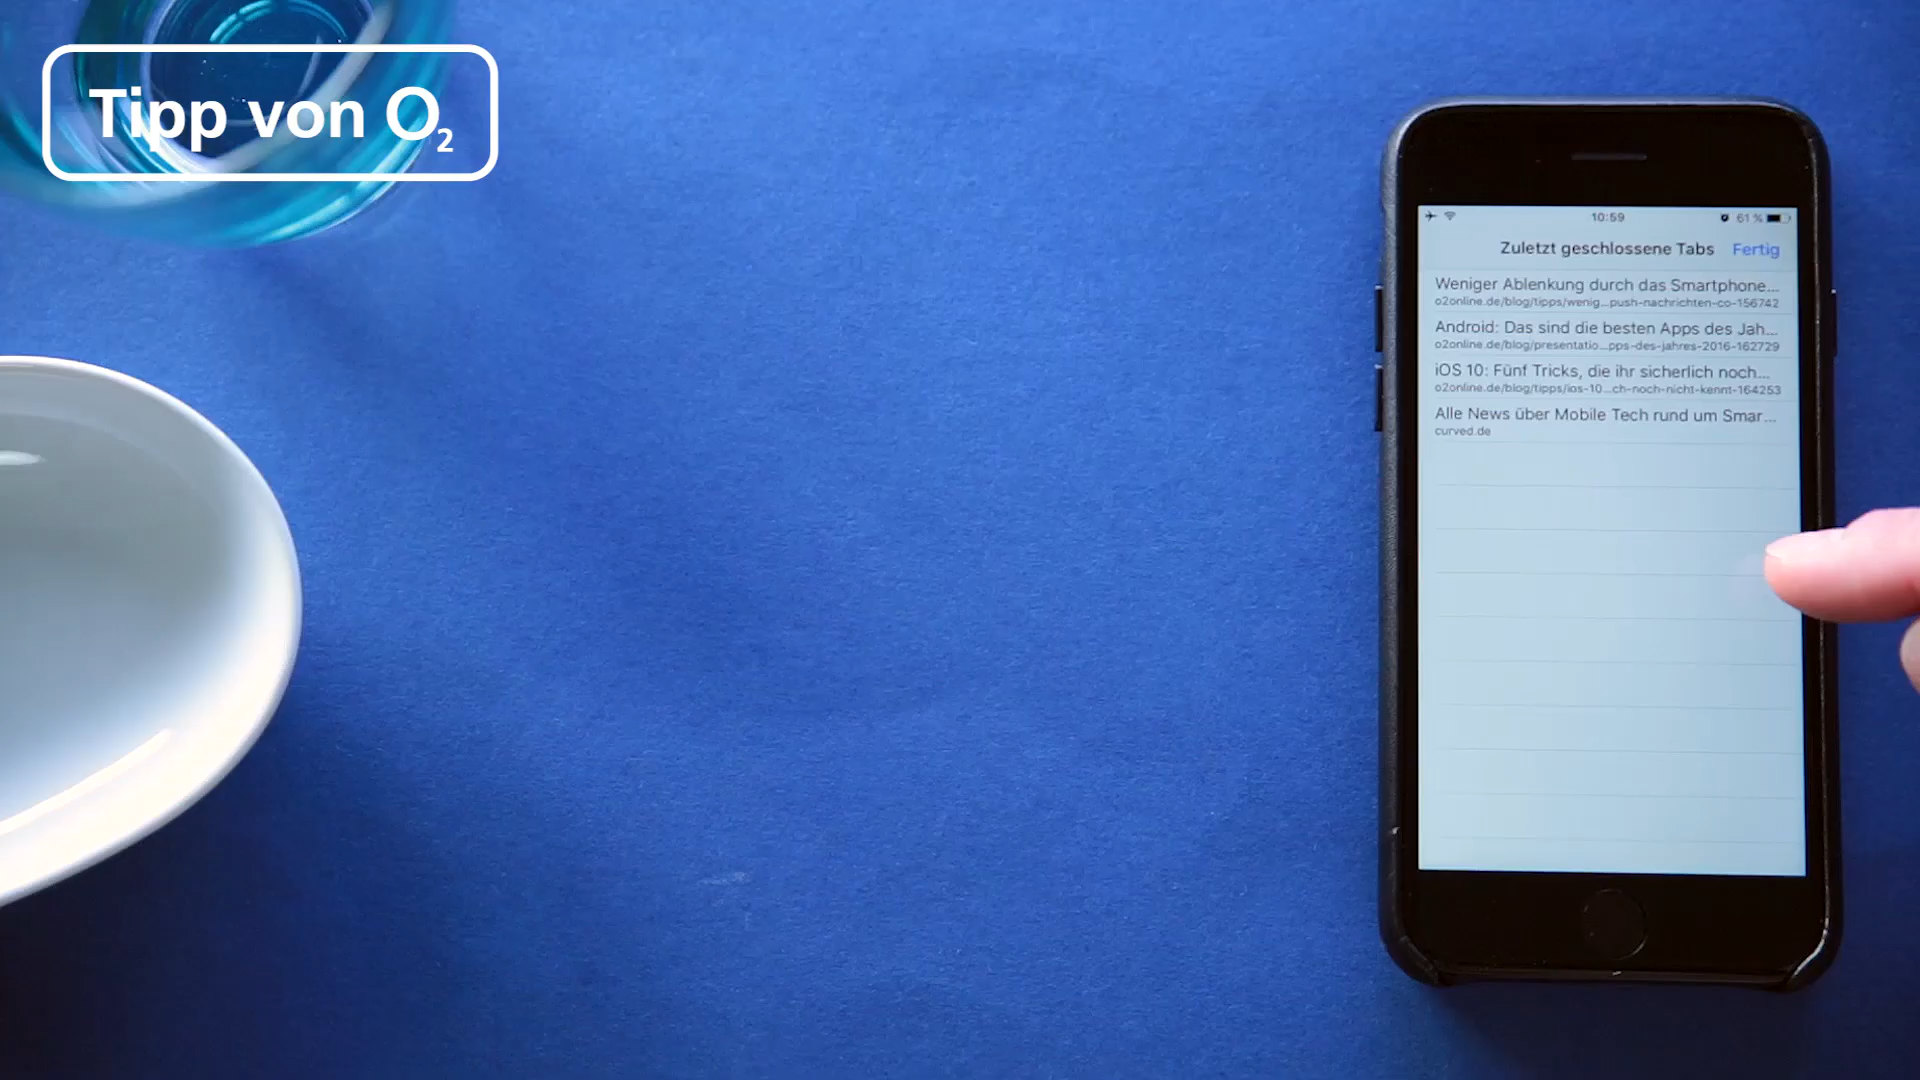 Tipp von O₂
10:59
61 %
Zuletzt geschlossene Tabs
Fertig
Weniger Ablenkung durch das Smartphone...
o2online.de/blog/tipps/wenig...push-nachrichten-co-156742
Android: Das sind die besten Apps des Jah...
o2online.de/blog/presentatio...pps-des-jahres-2016-162729
iOS 10: Fünf Tricks, die ihr sicherlich noch...
o2online.de/blog/tipps/ios-10...ch-noch-nicht-kennt-164253
Alle News über Mobile Tech rund um Smar...
curved.de